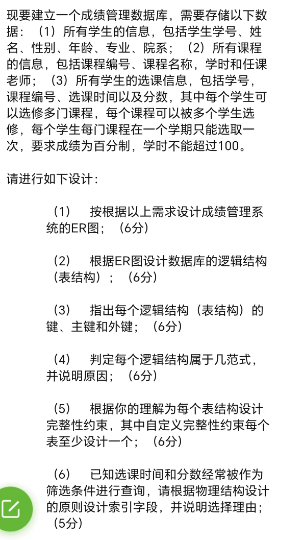 现要建立一个成绩管理数据库，需要存储以下数
据：（1）所有学生的信息，包括学生学号、姓
名、性别、年龄、专业、院系；（2）所有课程
的信息，包括课程编号、课程名称，学时和任课
老师；（3）所有学生的选课信息，包括学号，
课程编号、选课时间以及分数，其中每个学生可
以选修多门课程，每个课程可以被多个学生选
修，每个学生每门课程在一个学期只能选取一
次，要求成绩为百分制，学时不能超过100。
请进行如下设计：
（1） 按根据以上需求设计成绩管理系
统的ER图；（6分）
（2） 根据ER图设计数据库的逻辑结构
（表结构）；（6分）
（3） 指出每个逻辑结构（表结构）的
键、主键和外键；（6分）
（4） 判定每个逻辑结构属于几范式，
并说明原因；（6分）
（5） 根据你的理解为每个表结构设计
完整性约束，其中自定义完整性约束每个
表至少设计一个；（6分）
（6） 已知选课时间和分数经常被作为
筛选条件进行查询，请根据物理结构设计
的原则设计索引字段，并说明选择理由；
（5分）